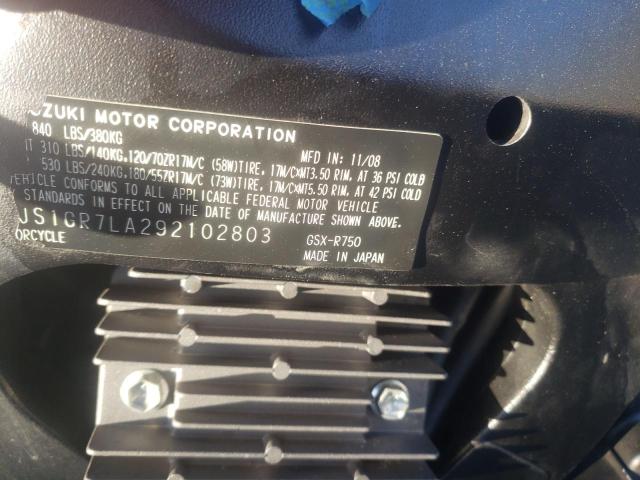 UZUKI MOTOR CORPORATION
840 LBS/380KG MFD IN: 11/08
T 310 LBS/140KG.120/70ZR17M/C (58W)TIRE, 17M/CXMT3.50 RIM. AT 36 PSI COLD
530 LBS/240KG.180/55ZR17M/C (73W)TIRE, 17M/CXMT5.50 RIM. AT 42 PSI COLD
VEHICLE CONFORMS TO ALL APPLICABLE FEDERAL MOTOR VEHICLE
STANDARDS IN EFFECT ON THE DATE OF MANUFACTURE SHOWN ABOVE.
JS1GR7LA292102803 GSX-R750
ORCYCLE MADE IN JAPAN